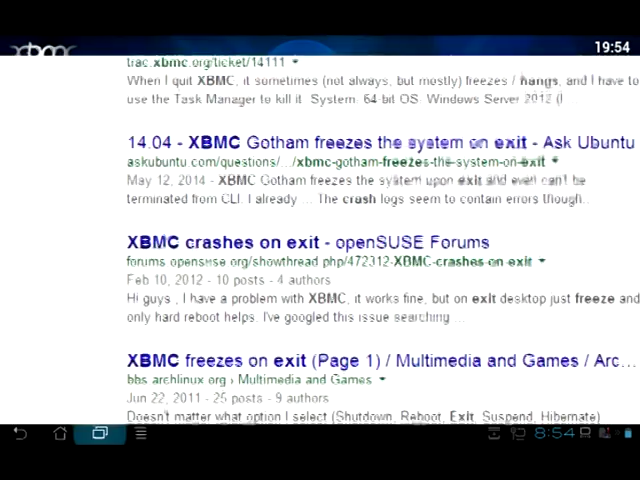 xbmc
19:54
trac.xbmc.org/ticket/14111
When I quit XBMC, it sometimes (not always, but mostly) freezes / hangs, and I have to
use the Task Manager to kill it. System: 64-bit OS: Windows Server 2012 (I
14.04 - XBMC Gotham freezes the system on exit - Ask Ubuntu
askubuntu.com/questions/.../xbmc-gotham-freezes-the-system-on-exit
May 12, 2014 - XBMC Gotham freezes the system upon exit and even can't be
terminated from CLI. I already ... The crash logs seem to contain errors though..
XBMC crashes on exit - openSUSE Forums
forums.opensuse.org/showthread.php/472312-XBMC-crashes-on-exit
Feb 10, 2012 - 10 posts - 4 authors
Hi guys , I have a problem with XBMC, it works fine, but on exit desktop just freeze and
only hard reboot helps. I've googled this issue searching ...
XBMC freezes on exit (Page 1) / Multimedia and Games / Arc...
bbs.archlinux.org › Multimedia and Games
Jun 22, 2011 - 25 posts - 9 authors
Doesn't matter what option I select (Shutdown, Reboot, Exit, Suspend, Hibernate)
8:54